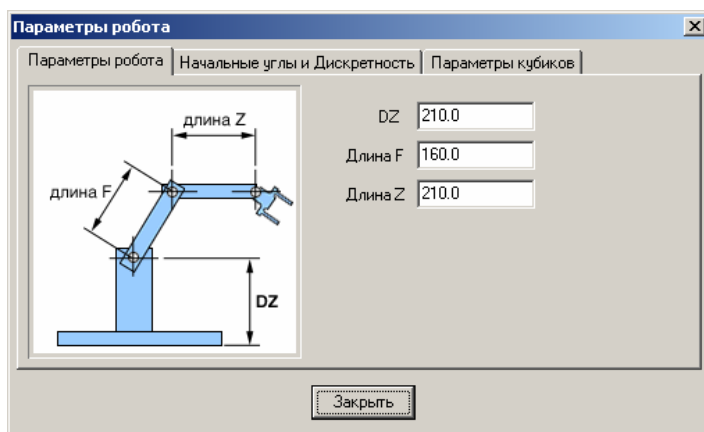 Параметры робота
Параметры робота Начальные углы и Дискретность Параметры кубиков
длина Z
длина F
DZ
DZ 210.0
Длина F 160.0
Длина Z 210.0
Закрыть